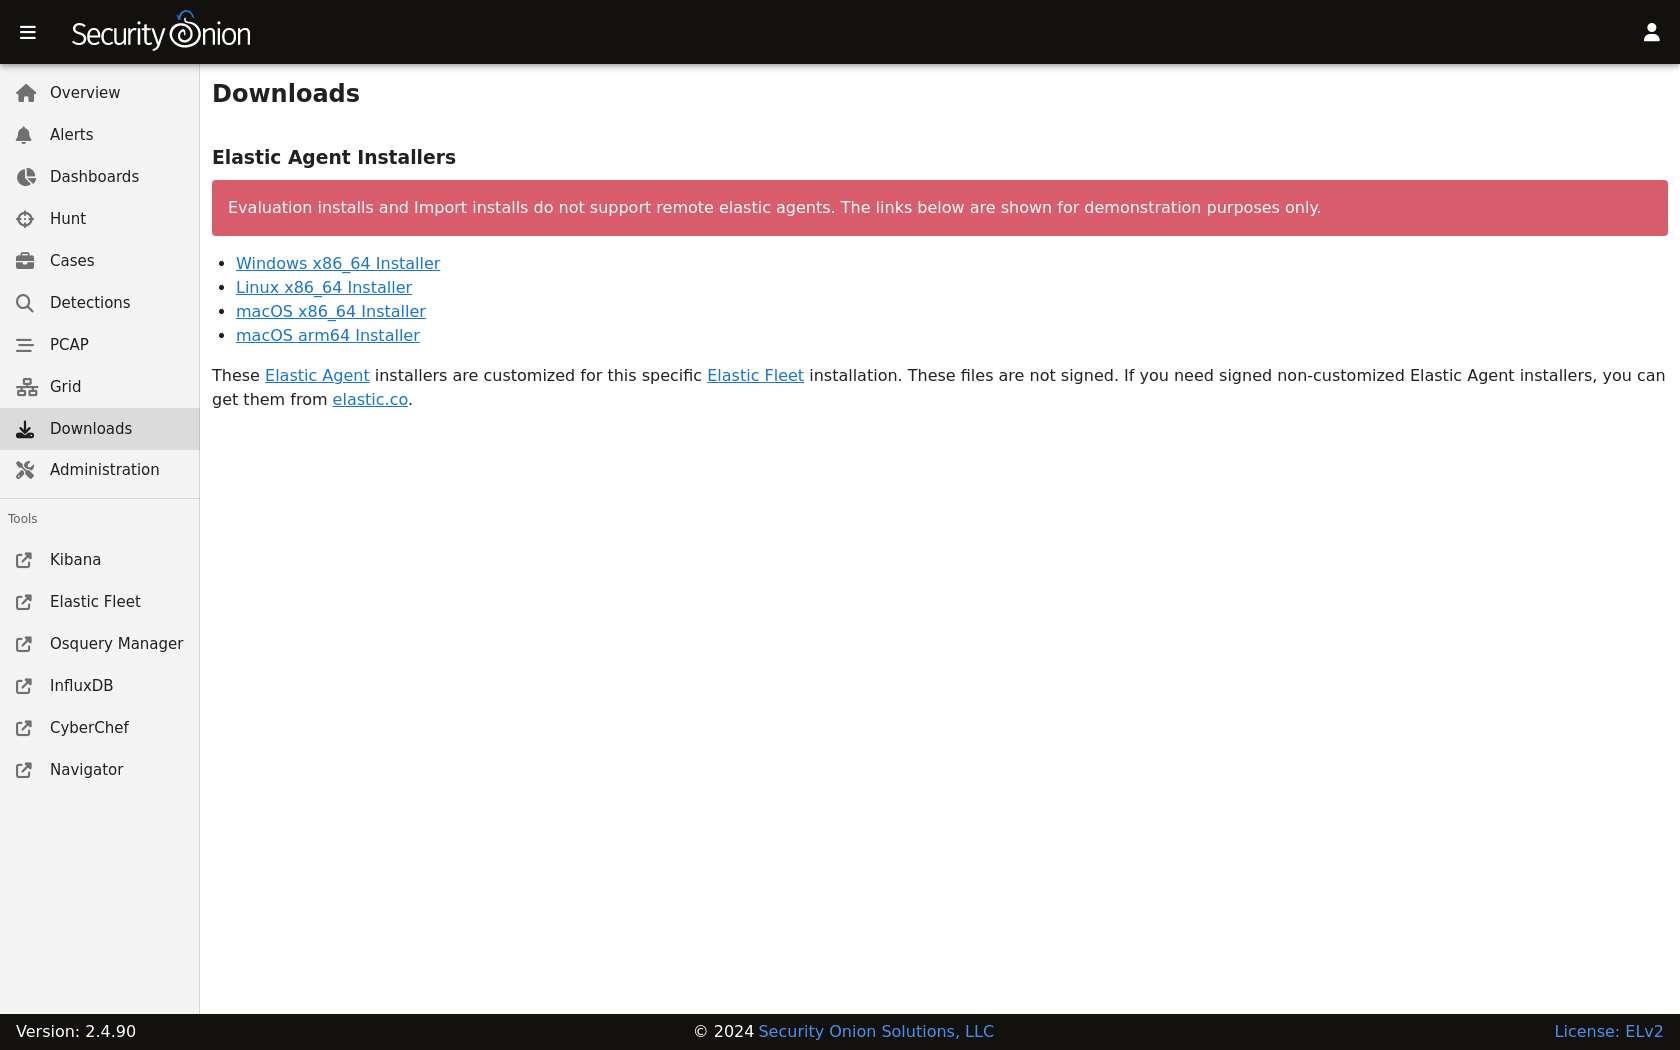 Security Onion
Overview
Alerts
Dashboards
Hunt
Cases
Detections
PCAP
Grid
Downloads
Administration
Tools
Kibana
Elastic Fleet
Osquery Manager
InfluxDB
CyberChef
Navigator
Downloads
Elastic Agent Installers
Evaluation installs and Import installs do not support remote elastic agents. The links below are shown for demonstration purposes only.
Windows x86_64 Installer
Linux x86_64 Installer
macOS x86_64 Installer
macOS arm64 Installer
These Elastic Agent installers are customized for this specific Elastic Fleet installation. These files are not signed. If you need signed non-customized Elastic Agent installers, you can
get them from elastic.co.
Version: 2.4.90
© 2024 Security Onion Solutions, LLC
License: ELv2